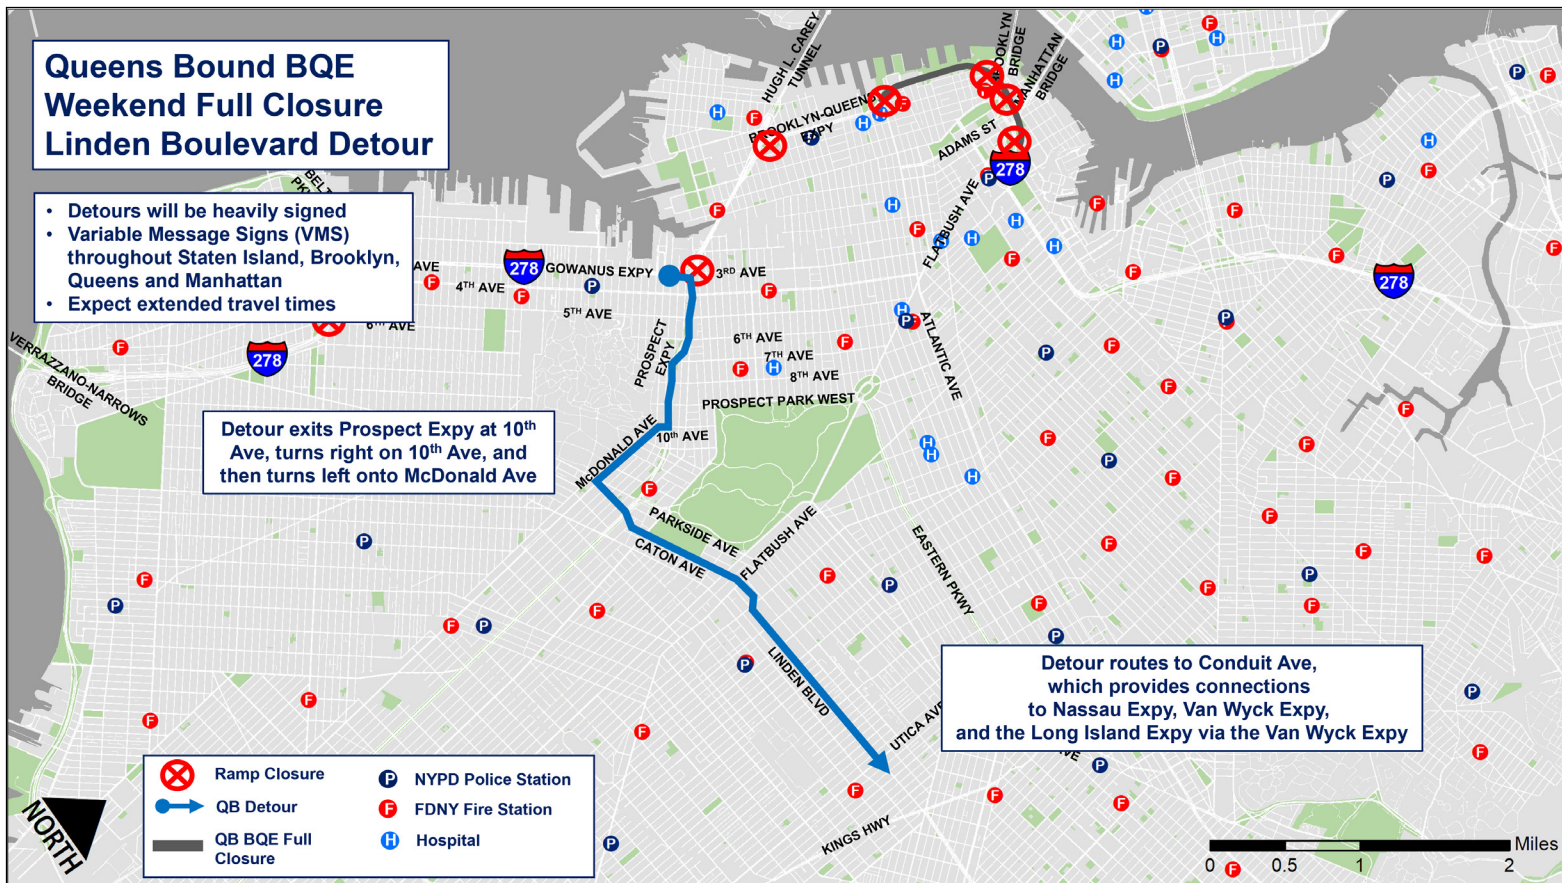 Queens Bound BQE
Weekend Full Closure
Linden Boulevard Detour
• Detours will be heavily signed
• Variable Message Signs (VMS)
throughout Staten Island, Brooklyn,
Queens and Manhattan
• Expect extended travel times
HUGH L. CAREY
TUNNEL
BROOKLYN
BRIDGE
MANHATTAN
BRIDGE
BROOKLYN-QUEENS
EXPY
ADAMS ST
278
FLATBUSH AVE
BELT
AVE
278
GOWANUS EXPY
3RD AVE
278
4TH AVE
5TH AVE
6TH AVE
278
VERRAZZANO-NARROWS
BRIDGE
PROSPECT
EXPY
6TH AVE
7TH AVE
8TH AVE
ATLANTIC AVE
PROSPECT PARK WEST
10th AVE
McDONALD AVE
Detour exits Prospect Expy at 10th
Ave, turns right on 10th Ave, and
then turns left onto McDonald Ave
PARKSIDE AVE
CATON AVE
FLATBUSH AVE
EASTERN PKWY
LINDEN BLVD
UTICA AVE
AVE
KINGS HWY
Detour routes to Conduit Ave,
which provides connections
to Nassau Expy, Van Wyck Expy,
and the Long Island Expy via the Van Wyck Expy
NORTH
Ramp Closure
QB Detour
QB BQE Full
Closure
P NYPD Police Station
F FDNY Fire Station
H Hospital
Miles
0 0.5 1 2